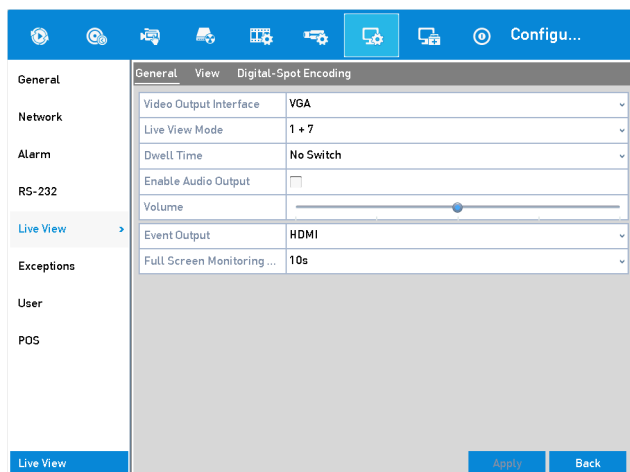 Configu...
General
Network
Alarm
RS-232
Live View
Exceptions
User
POS
Live View
General View Digital-Spot Encoding
Video Output Interface VGA
Live View Mode 1 + 7
Dwell Time No Switch
Enable Audio Output
Volume
Event Output HDMI
Full Screen Monitoring ... 10s
Apply Back